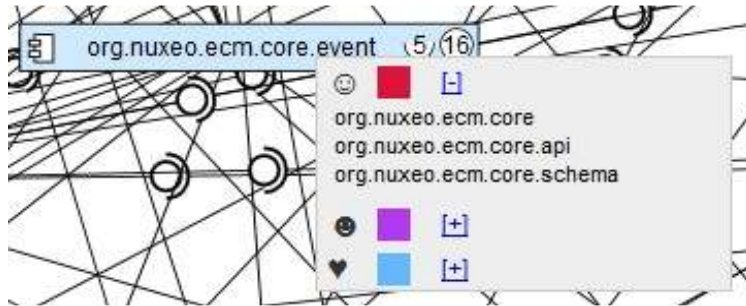 org.nuxeo.ecm.core.event (5) (16)
[-]
org.nuxeo.ecm.core
org.nuxeo.ecm.core.api
org.nuxeo.ecm.core.schema
[+]
[+]